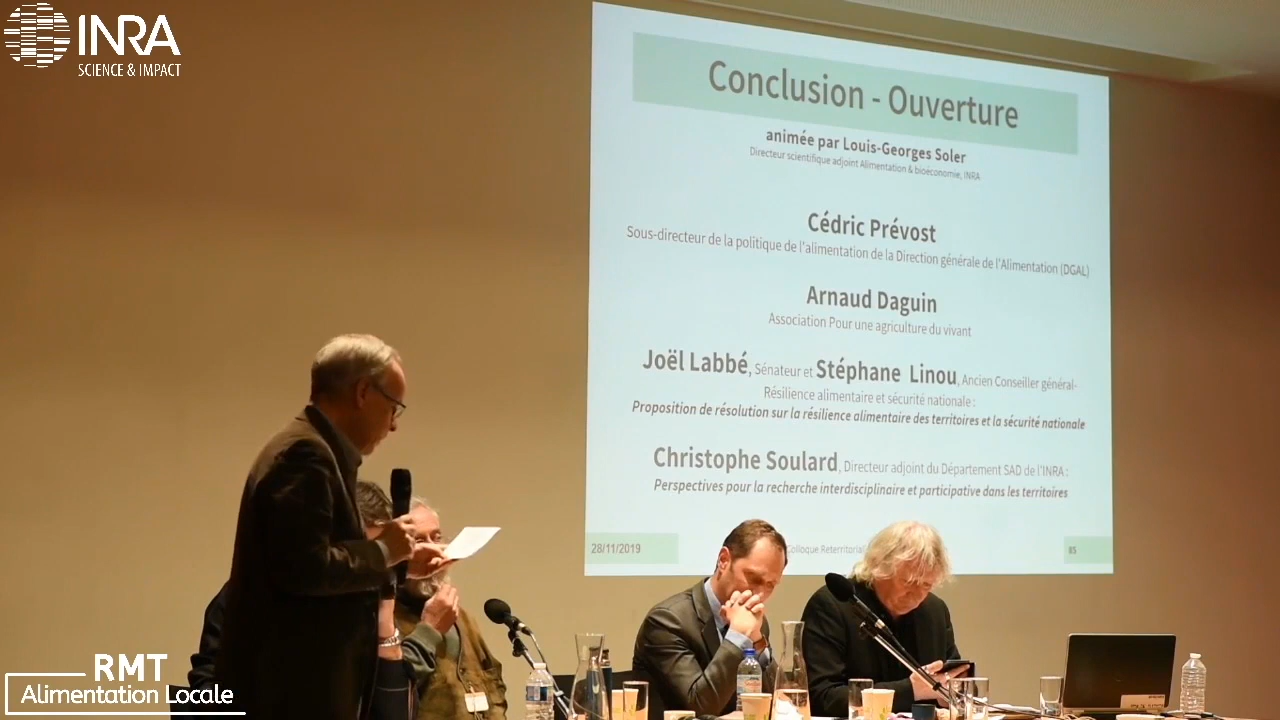 INRA
SCIENCE & IMPACT
Conclusion - Ouverture
animée par Louis-Georges Soler
Directeur scientifique adjoint Alimentation & bioéconomie, INRA
Cédric Prévost
Sous-directeur de la politique de l'alimentation de la Direction générale de l'Alimentation (DGAL)
Arnaud Daguin
Association Pour une agriculture du vivant
Joël Labbé, Sénateur et Stéphane Linou, Ancien Conseiller général-
Résilience alimentaire et sécurité nationale :
Proposition de résolution sur la résilience alimentaire des territoires et la sécurité nationale
Christophe Soulard, Directeur adjoint du Département SAD de l'INRA :
Perspectives pour la recherche interdisciplinaire et participative dans les territoires
28/11/2019
Colloque
85
RMT
Alimentation Locale